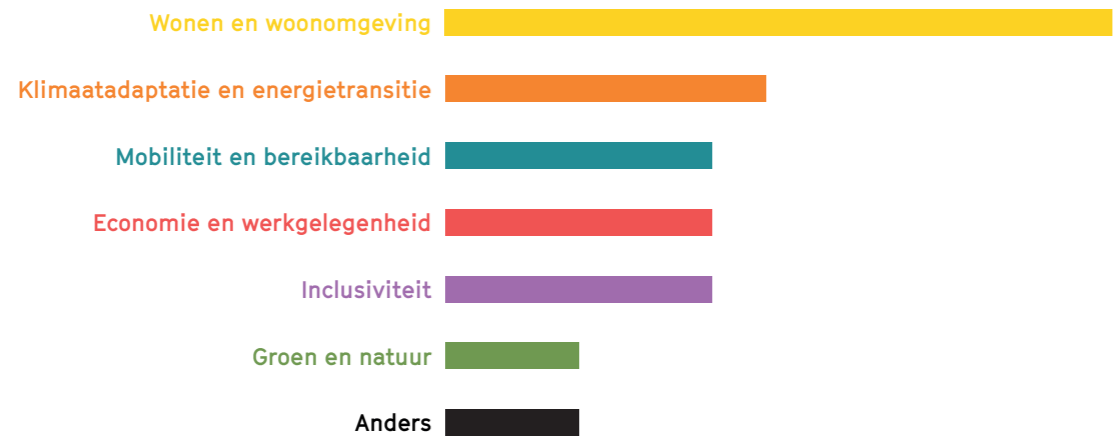 Wonen en woonomgeving
Klimaatadaptatie en energietransitie
Mobiliteit en bereikbaarheid
Economie en werkgelegenheid
Inclusiviteit
Groen en natuur
Anders